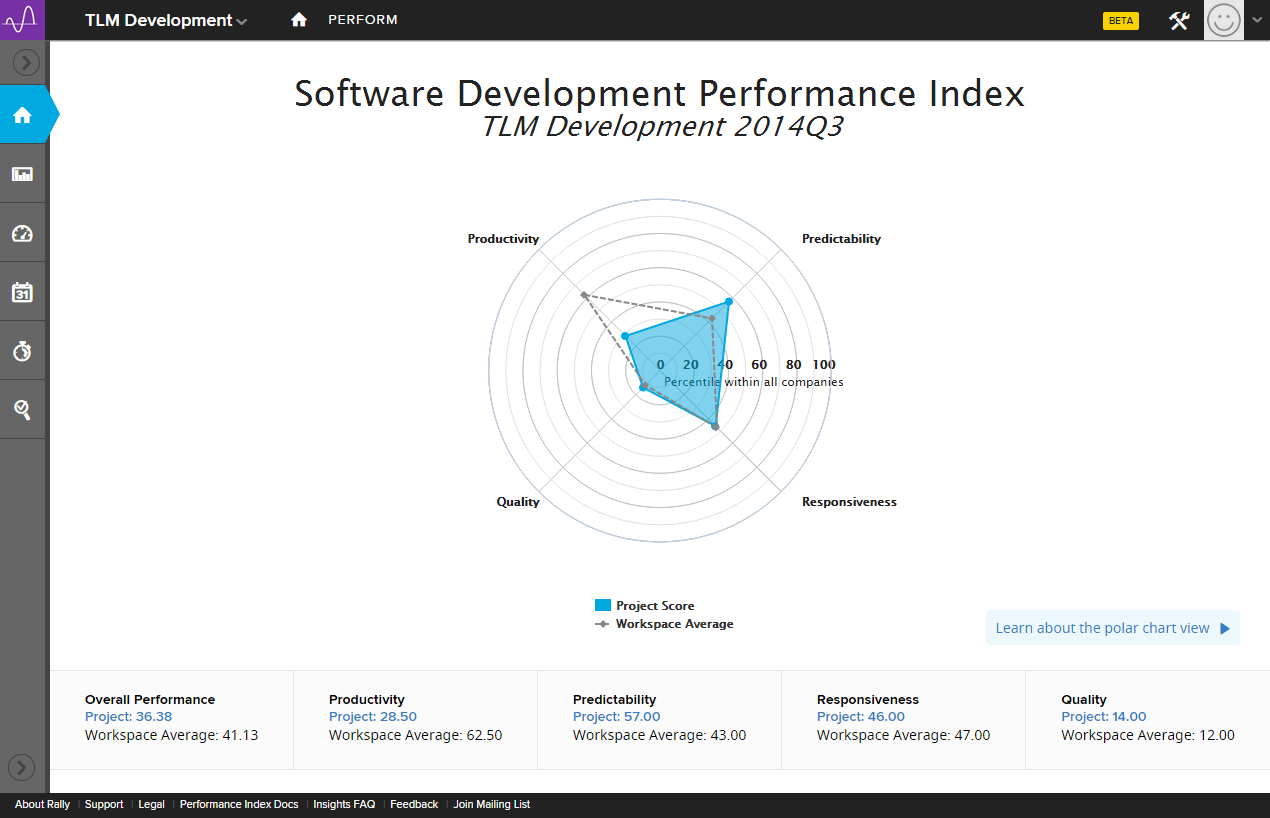 TLM Development
PERFORM
BETA
31
Software Development Performance Index
TLM Development 2014Q3
Productivity
Predictability
0 20 40 60 80 100
Percentile within all companies
Quality
Responsiveness
Project Score
Workspace Average
Learn about the polar chart view
Overall Performance
Project: 36.38
Workspace Average: 41.13
Productivity
Project: 28.50
Workspace Average: 62.50
Predictability
Project: 57.00
Workspace Average: 43.00
Responsiveness
Project: 46.00
Workspace Average: 47.00
Quality
Project: 14.00
Workspace Average: 12.00
About Rally | Support | Legal | Performance Index Docs | Insights FAQ | Feedback | Join Mailing List